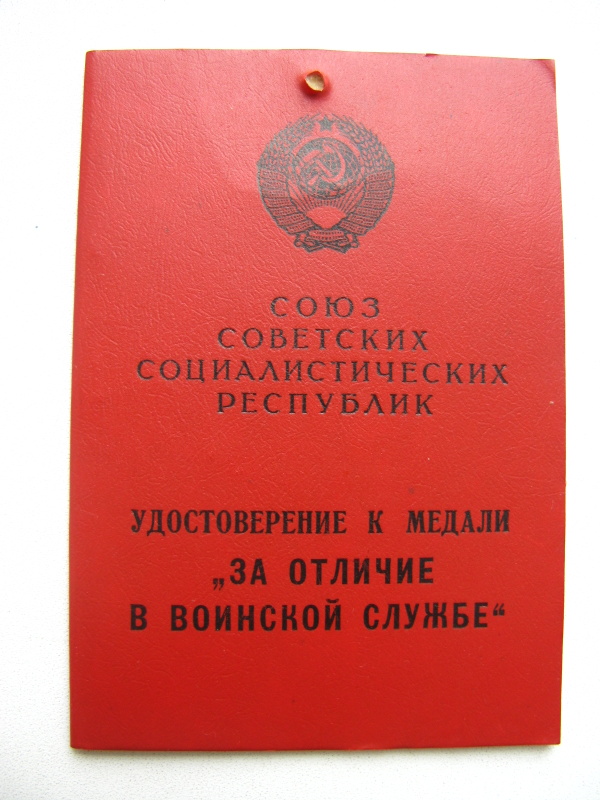 СОЮЗ
СОВЕТСКИХ
СОЦИАЛИСТИЧЕСКИХ
РЕСПУБЛИК
УДОСТОВЕРЕНИЕ К МЕДАЛИ
„ЗА ОТЛИЧИЕ
В ВОИНСКОЙ СЛУЖБЕ“